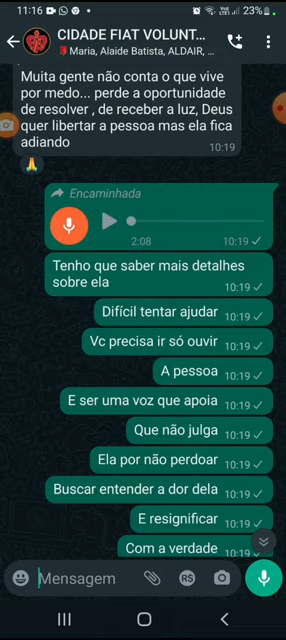 11:16
23%
CIDADE FIAT VOLUNT...
Maria, Alaide Batista, ALDAIR, ...
Muita gente não conta o que vive
por medo... perde a oportunidade
de resolver , de receber a luz, Deus
quer libertar a pessoa mas ela fica
adiando
10:19
Encaminhada
2:08
10:19
Tenho que saber mais detalhes
sobre ela
10:19
Difícil tentar ajudar
10:19
Vc precisa ir só ouvir
10:19
A pessoa
10:19
E ser uma voz que apoia
10:19
Que não julga
10:19
Ela por não perdoar
10:19
Buscar entender a dor dela
10:19
E resignificar
10:19
Com a verdade
10:19
Mensagem
R$